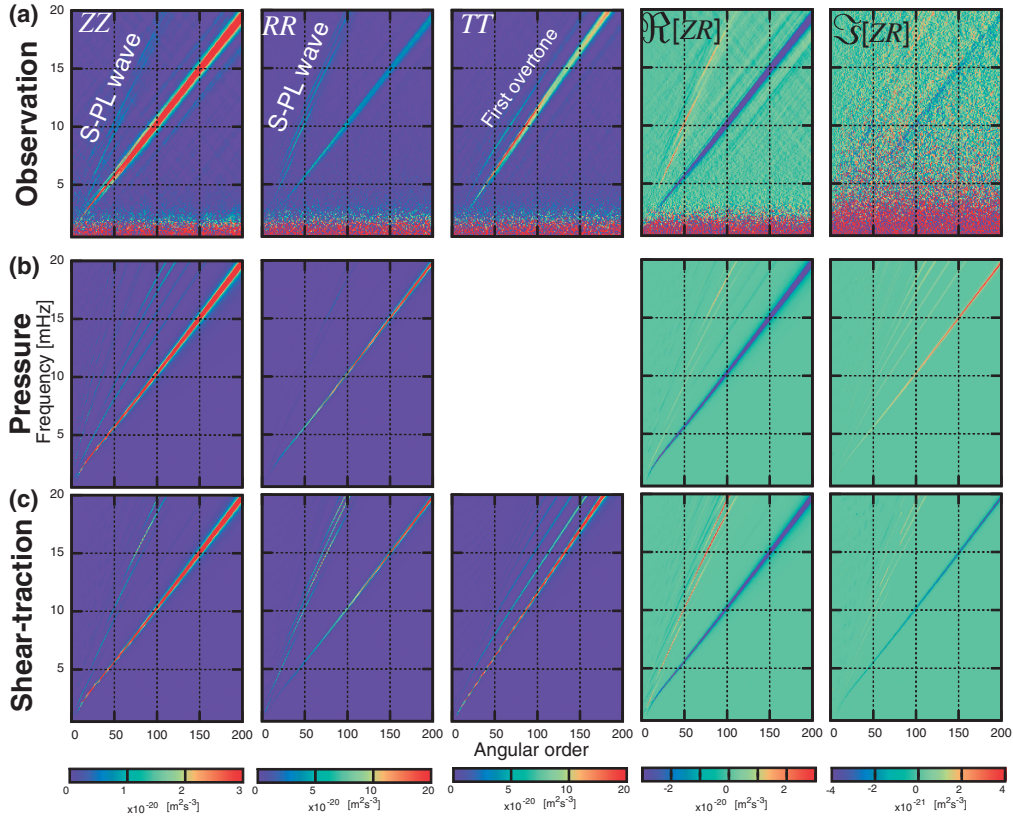 (a)
ZZ
RR
TT
ℜ[ZR]
ℑ[ZR]
S-PL wave
S-PL wave
First overtone
Observation
20
15
10
5
(b)
Pressure
Frequency [mHz]
20
15
10
5
(c)
Shear-traction
20
15
10
5
0 50 100 150 200
0 50 100 150 200
0 50 100 150 200
0 50 100 150 200
0 50 100 150 200
Angular order
0 1 2 3
x10-20 [m2s-3]
0 5 10 20
x10-20 [m2s-3]
0 5 10 20
x10-20 [m2s-3]
-2 0 2
x10-20 [m2s-3]
-4 -2 0 2 4
x10-21 [m2s-3]